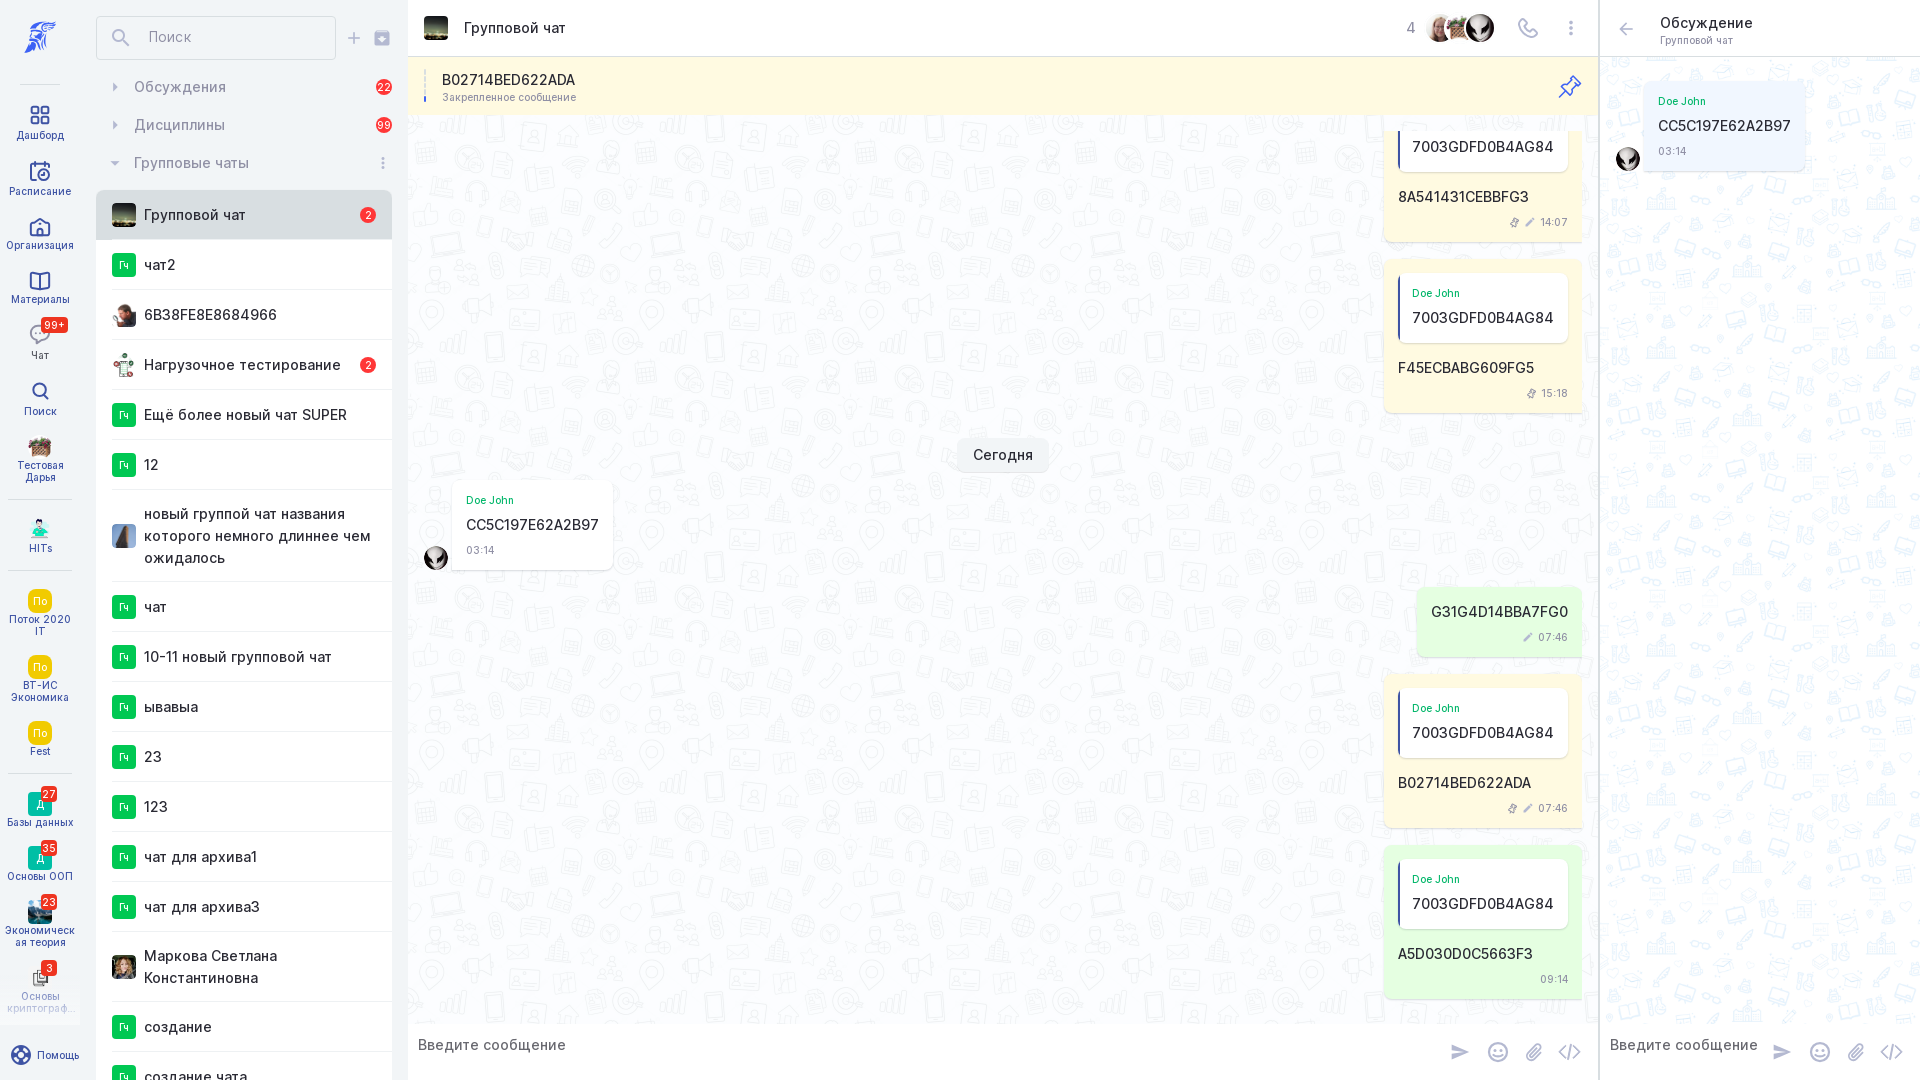 Дашборд
Расписание
Организация
Материалы
99+
Чат
Поиск
Тестовая
Дарья
HITs
По
Поток 2020
IT
По
ВТ-ИС
Экономика
По
Fest
27
Д
Базы данных
35
Д
Основы ООП
23
Экономическ
ая теория
3
Основы
криптограф...
Помощь
Поиск
Обсуждения
22
Дисциплины
99
Групповые чаты
Групповой чат
2
Гч
чат2
6B38FE8E8684966
Нагрузочное тестирование
2
Гч
Ещё более новый чат SUPER
Гч
12
новый группой чат названия
которого немного длиннее чем
ожидалось
Гч
чат
Гч
10-11 новый групповой чат
Гч
ывавыа
Гч
23
Гч
123
Гч
чат для архива1
Гч
чат для архива3
Маркова Светлана
Константиновна
Гч
создание
Гч
создание чата
Групповой чат
4
B02714BED622ADA
Закрепленное сообщение
7003GDFD0B4AG84
8A541431CEBBFG3
14:07
Doe John
7003GDFD0B4AG84
F45ECBABG609FG5
15:18
Сегодня
Doe John
CC5C197E62A2B97
03:14
G31G4D14BBA7FG0
07:46
Doe John
7003GDFD0B4AG84
B02714BED622ADA
07:46
Doe John
7003GDFD0B4AG84
A5D030D0C5663F3
09:14
Введите сообщение
Обсуждение
Групповой чат
Doe John
CC5C197E62A2B97
03:14
Введите сообщение